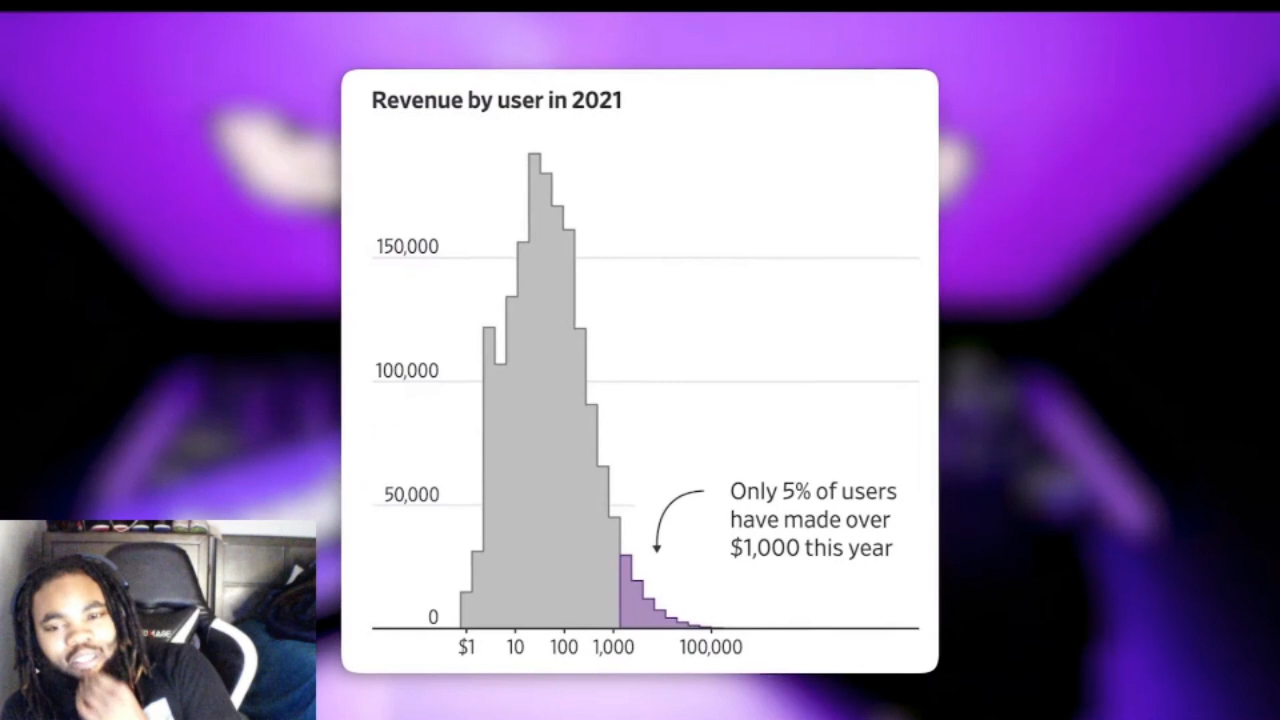 Revenue by user in 2021
150,000
100,000
50,000
0
Only 5% of users
have made over
$1,000 this year
$1 10 100 1,000 100,000